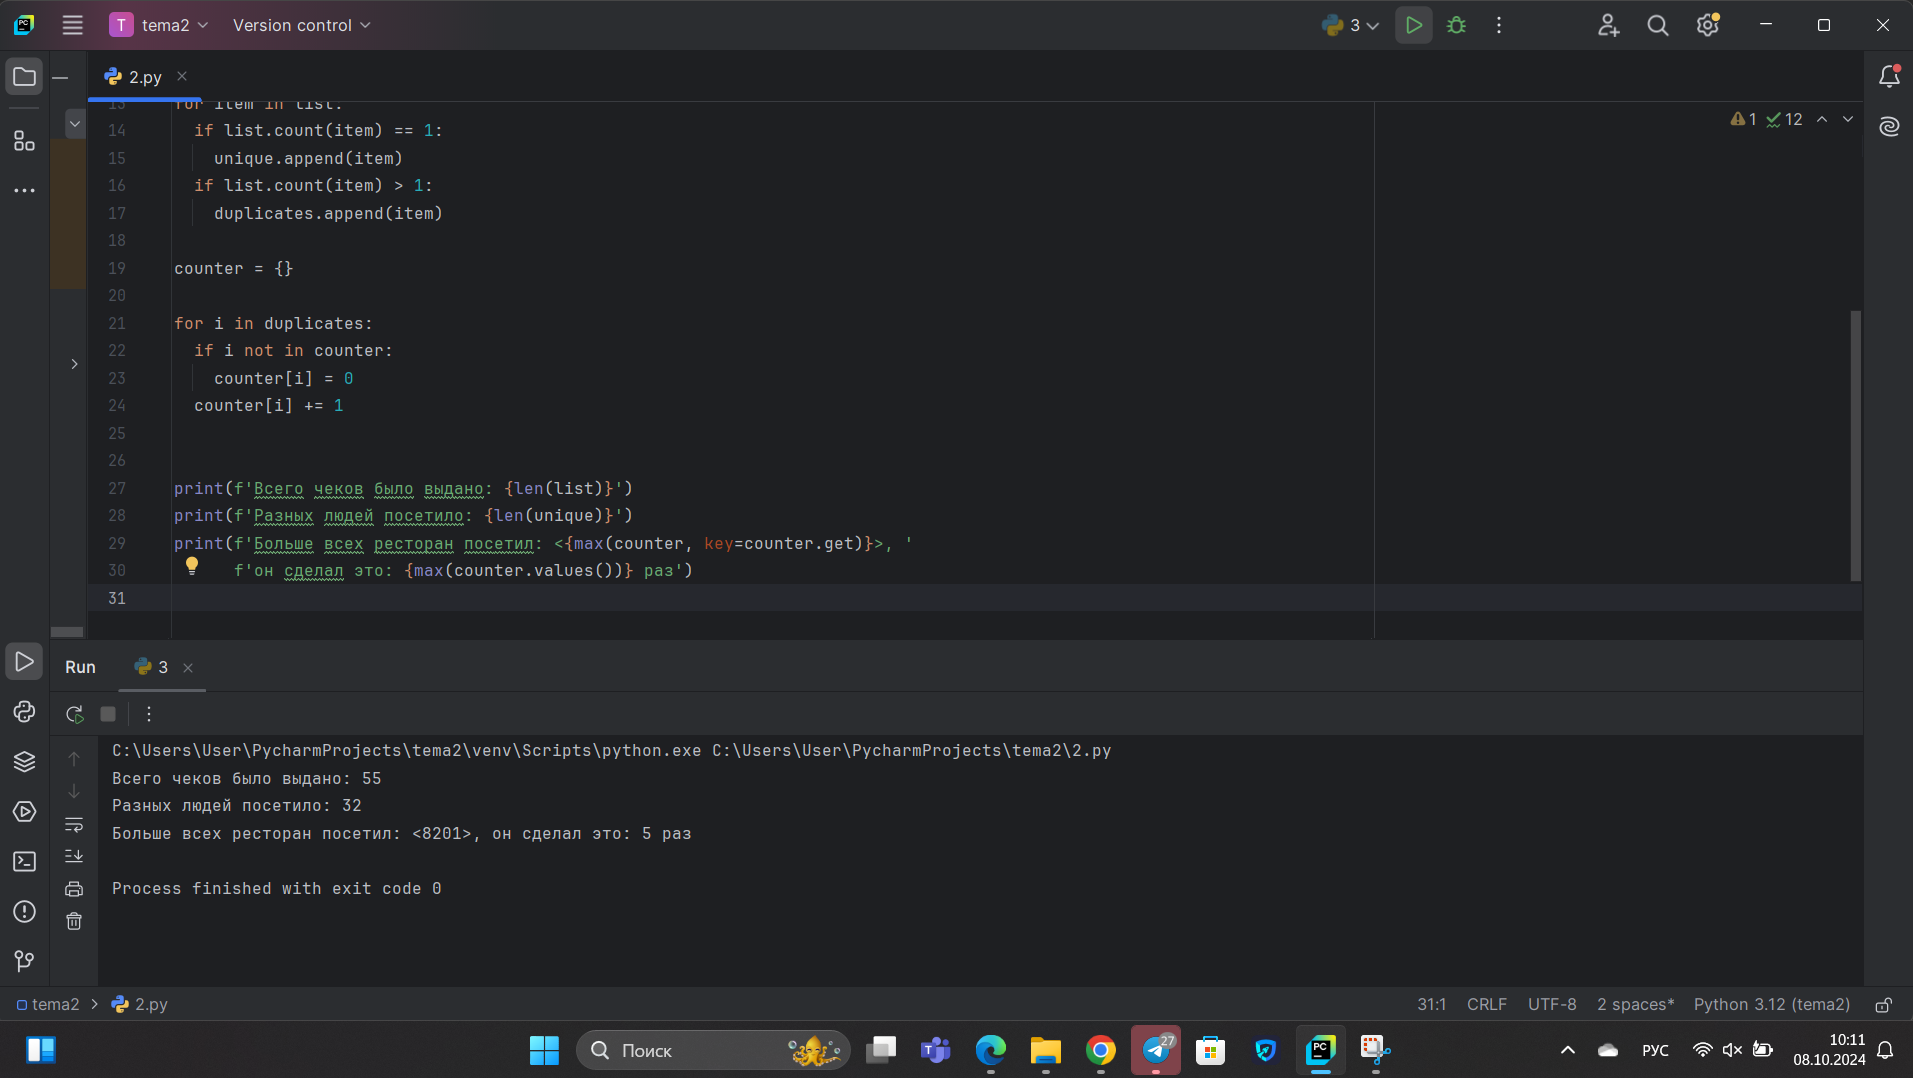 PC
T tema2 Version control 3
2.py
13 for item in list:
14 if list.count(item) == 1:
15 unique.append(item)
16 if list.count(item) > 1:
17 duplicates.append(item)
18
19 counter = {}
20
21 for i in duplicates:
22 if i not in counter:
23 counter[i] = 0
24 counter[i] += 1
25
26
27 print(f'Всего чеков было выдано: {len(list)}')
28 print(f'Разных людей посетило: {len(unique)}')
29 print(f'Больше всех ресторан посетил: <{max(counter, key=counter.get)}>, '
30 f'он сделал это: {max(counter.values())} раз')
31
1 12
Run 3
C:\Users\User\PycharmProjects\tema2\venv\Scripts\python.exe C:\Users\User\PycharmProjects\tema2\2.py
Всего чеков было выдано: 55
Разных людей посетило: 32
Больше всех ресторан посетил: <8201>, он сделал это: 5 раз
Process finished with exit code 0
tema2 2.py 31:1 CRLF UTF-8 2 spaces* Python 3.12 (tema2)
Поиск
T
27
PC
РУС
10:11
08.10.2024